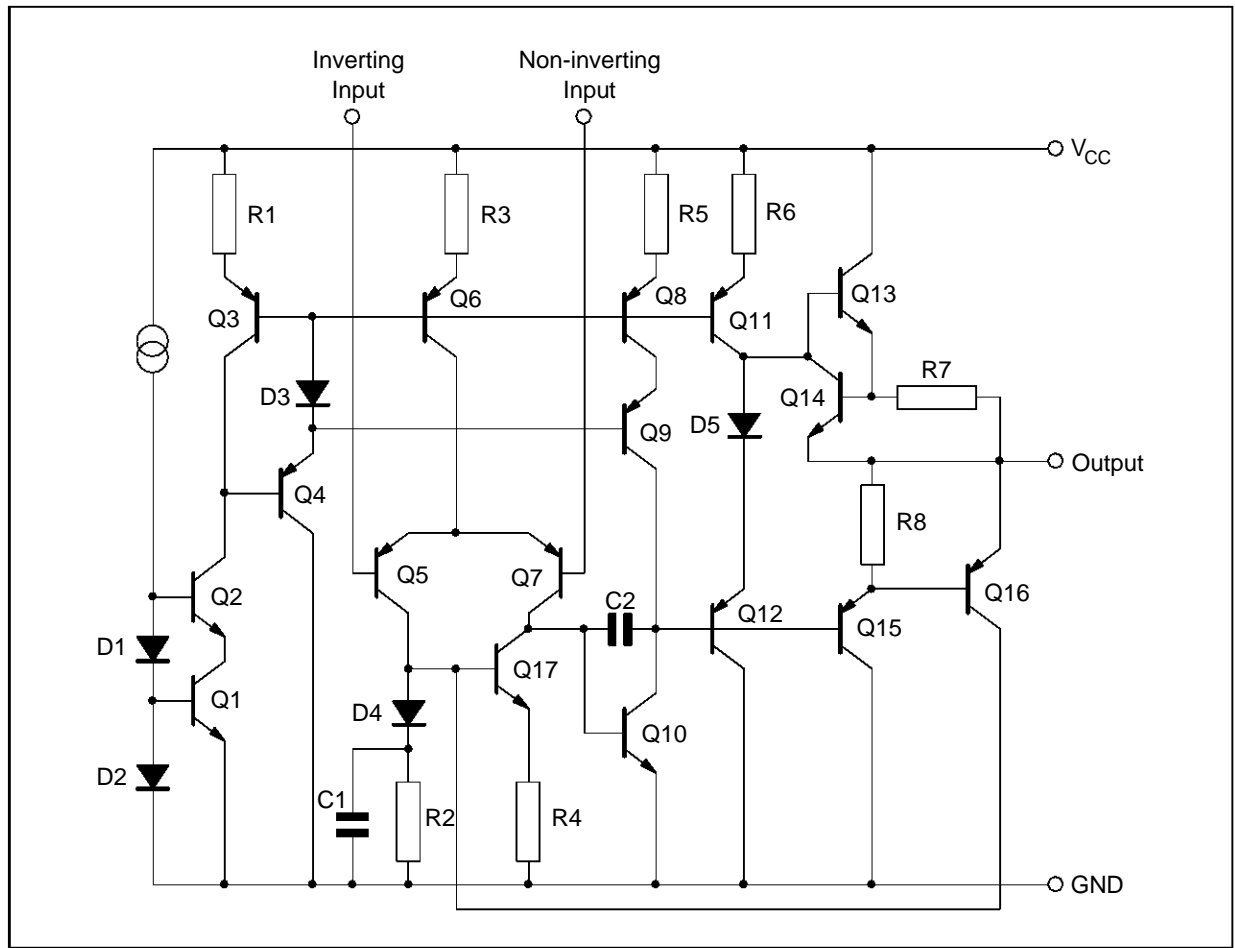 Inverting
Input
Non-inverting
Input
V_CC
R1
R3
R5
R6
Q3
Q6
Q8
Q11
Q13
D3
Q14
R7
D5
Q9
Output
Q4
R8
Q5
Q7
Q2
C2
Q12
Q15
Q16
D1
Q1
Q17
D4
Q10
D2
C1
R2
R4
GND